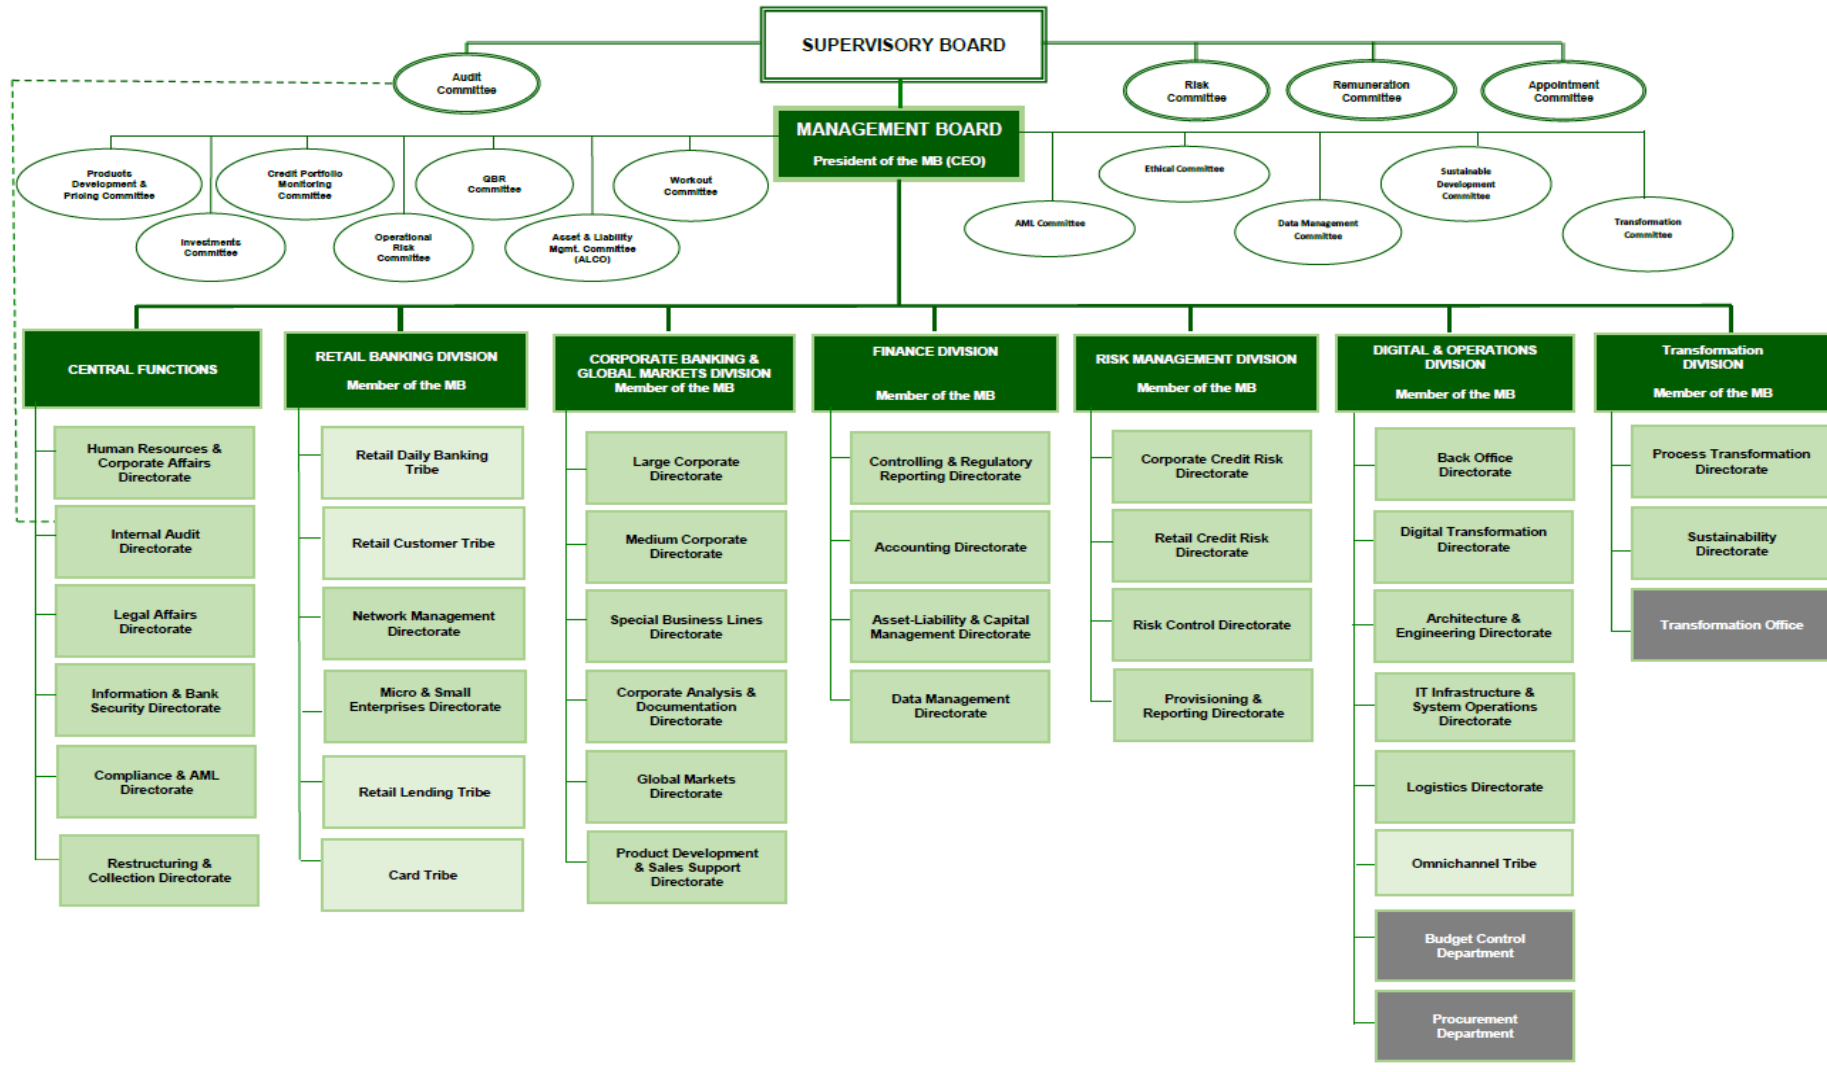 SUPERVISORY BOARD
Audit
Committee
Risk
Committee
Remuneration
Committee
Appointment
Committee
MANAGEMENT BOARD
President of the MB (CEO)
Products
Development &
Pricing Committee
Credit Portfolio
Monitoring
Committee
QBR
Committee
Workout
Committee
Investments
Committee
Operational
Risk
Committee
Asset & Liability
Mgmt. Committee
(ALCO)
Ethical Committee
Sustainable
Development
Committee
AML Committee
Data Management
Committee
Transformation
Committee
CENTRAL FUNCTIONS
Human Resources &
Corporate Affairs
Directorate
Internal Audit
Directorate
Legal Affairs
Directorate
Information & Bank
Security Directorate
Compliance & AML
Directorate
Restructuring &
Collection Directorate
RETAIL BANKING DIVISION
Member of the MB
Retail Daily Banking
Tribe
Retail Customer Tribe
Network Management
Directorate
Micro & Small
Enterprises Directorate
Retail Lending Tribe
Card Tribe
CORPORATE BANKING &
GLOBAL MARKETS DIVISION
Member of the MB
Large Corporate
Directorate
Medium Corporate
Directorate
Special Business Lines
Directorate
Corporate Analysis &
Documentation
Directorate
Global Markets
Directorate
Product Development
& Sales Support
Directorate
FINANCE DIVISION
Member of the MB
Controlling & Regulatory
Reporting Directorate
Accounting Directorate
Asset-Liability & Capital
Management Directorate
Data Management
Directorate
RISK MANAGEMENT DIVISION
Member of the MB
Corporate Credit Risk
Directorate
Retail Credit Risk
Directorate
Risk Control Directorate
Provisioning &
Reporting Directorate
DIGITAL & OPERATIONS
DIVISION
Member of the MB
Back Office
Directorate
Digital Transformation
Directorate
Architecture &
Engineering Directorate
IT Infrastructure &
System Operations
Directorate
Logistics Directorate
Omnichannel Tribe
Budget Control
Department
Procurement
Department
Transformation
DIVISION
Member of the MB
Process Transformation
Directorate
Sustainability
Directorate
Transformation Office